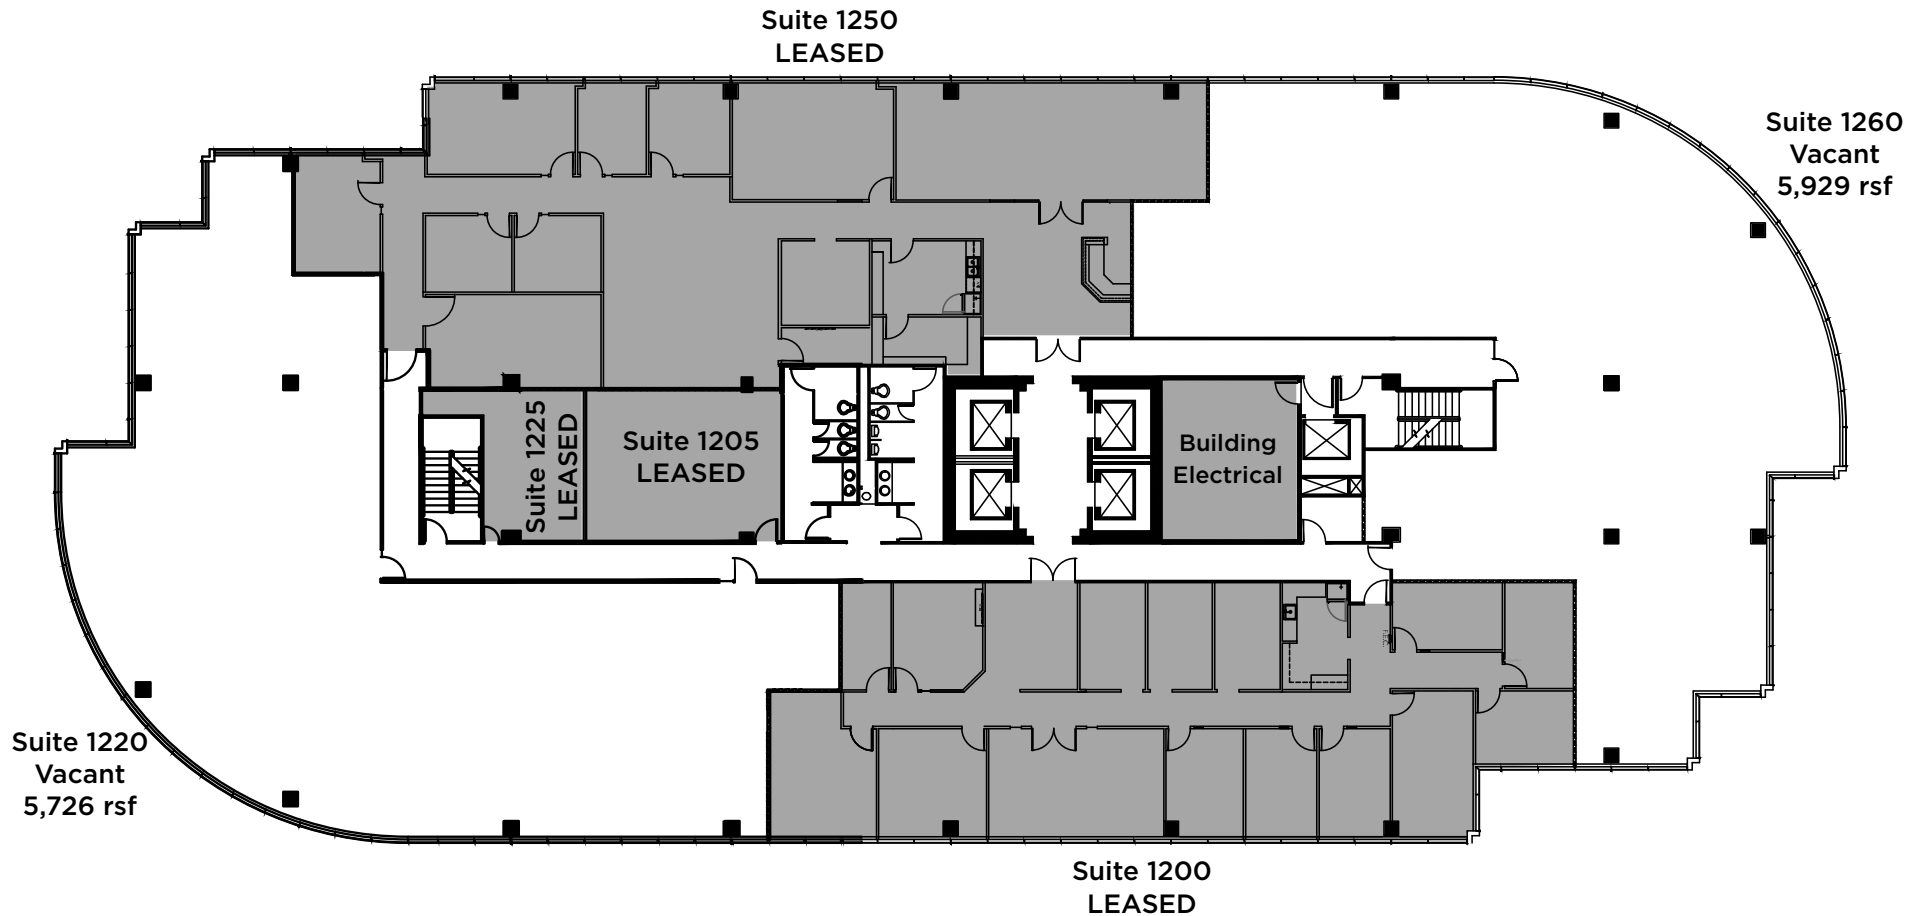 Suite 1250
LEASED
Suite 1260
Vacant
5,929 rsf
Suite 1225
LEASED
Suite 1205
LEASED
Building
Electrical
Suite 1220
Vacant
5,726 rsf
Suite 1200
LEASED